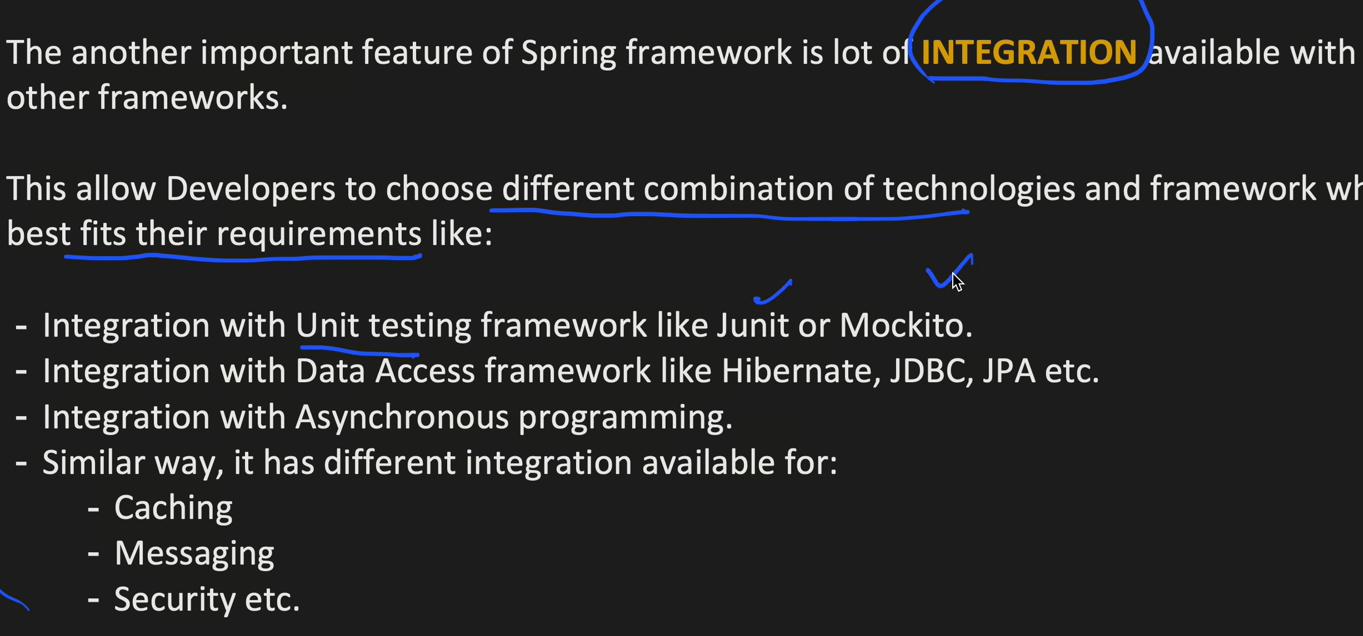 The another important feature of Spring framework is lot of INTEGRATION available with
other frameworks.
This allow Developers to choose different combination of technologies and framework
best fits their requirements like:
- Integration with Unit testing framework like Junit or Mockito.
- Integration with Data Access framework like Hibernate, JDBC, JPA etc.
- Integration with Asynchronous programming.
- Similar way, it has different integration available for:
- Caching
- Messaging
- Security etc.